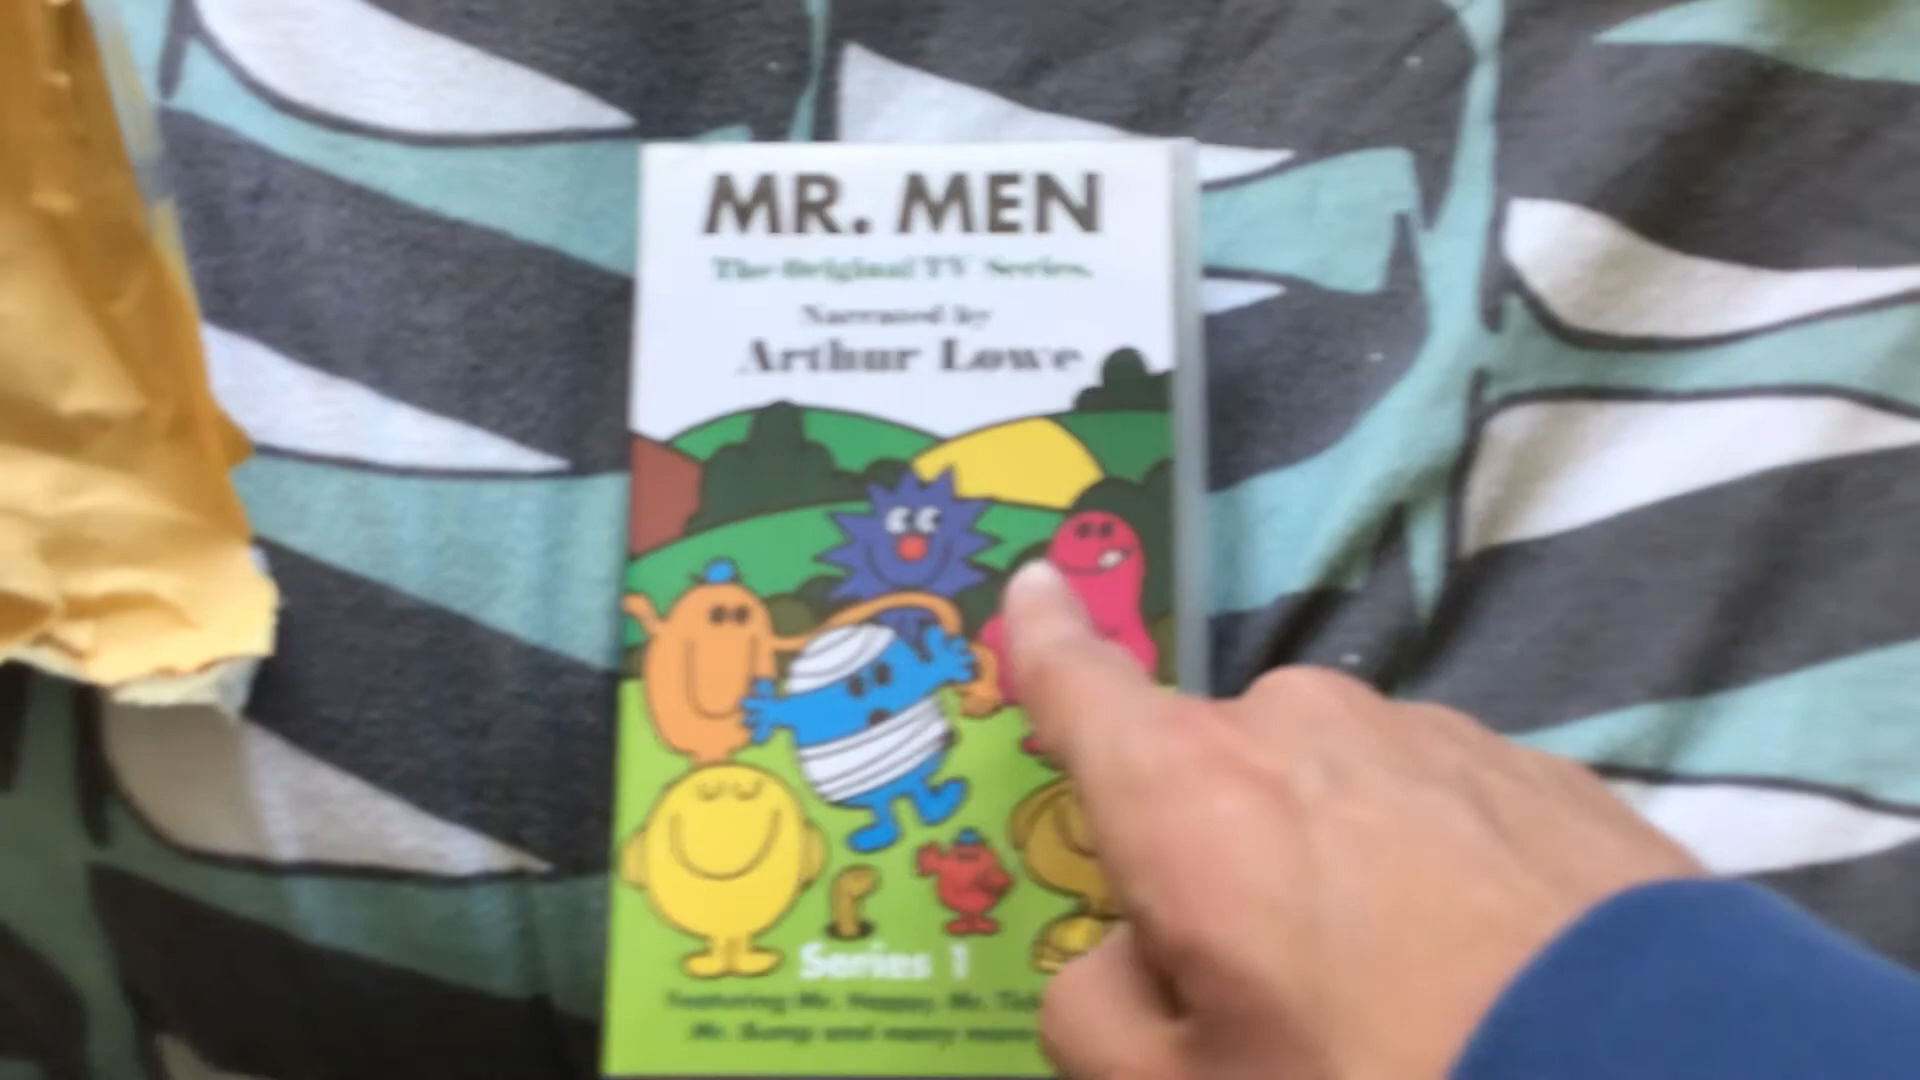 MR. MEN
The Original TV Series.
Narrated by
Arthur Lowe
Series 1
Featuring Mr. Happy, Mr.
Mr. Bump and many more